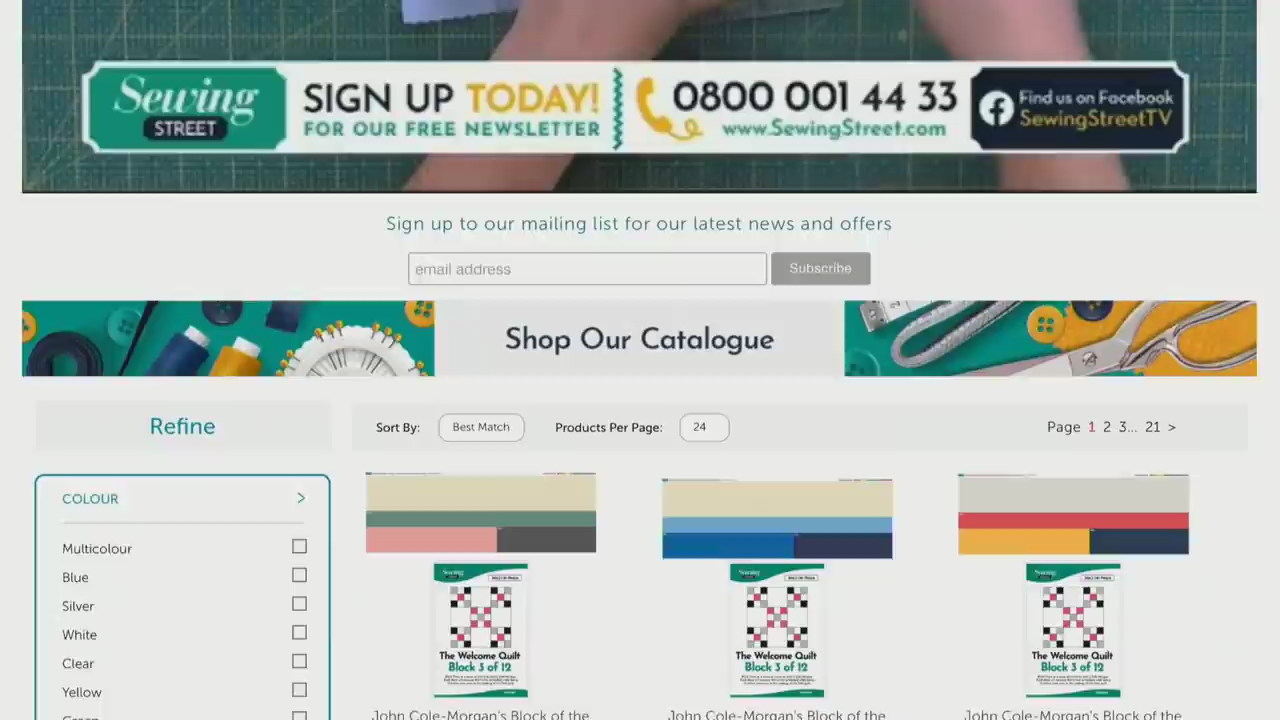 Sewing
STREET
SIGN UP TODAY!
FOR OUR FREE NEWSLETTER
0800 001 44 33
www.SewingStreet.com
Find us on Facebook
SewingStreetTV
Sign up to our mailing list for our latest news and offers
email address
Subscribe
Shop Our Catalogue
Refine
Sort By: Best Match Products Per Page: 24 Page 1 2 3... 21 >
COLOUR >
Multicolour
Blue
Silver
White
Clear
Yellow
Green
Sewing
The Welcome Quilt
Block 3 of 12
John Cole-Morgan's Block of the
Sewing
The Welcome Quilt
Block 3 of 12
John Cole-Morgan's Block of the
Sewing
The Welcome Quilt
Block 3 of 12
John Cole-Morgan's Block of the